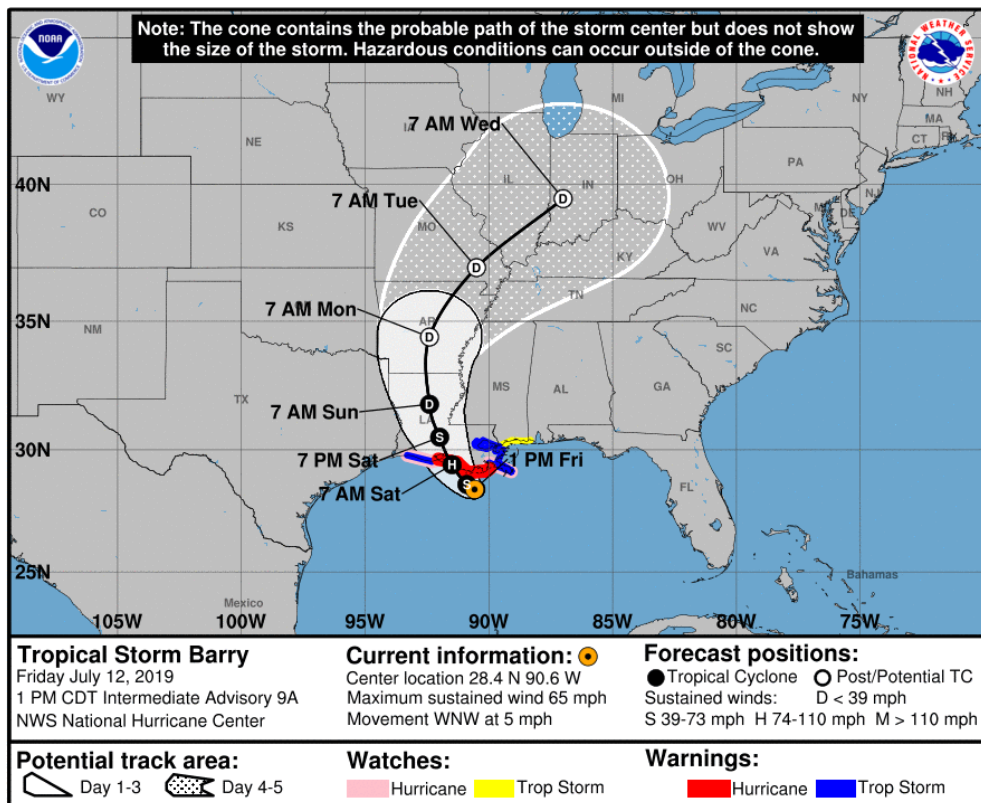 Note: The cone contains the probable path of the storm center but does not show
the size of the storm. Hazardous conditions can occur outside of the cone.
NOAA
NATIONAL WEATHER SERVICE
WY
IA
MI
NY
NH
MA
CT
RI
NE
7 AM Wed
PA
NJ
40N
IL
IN
OH
CO
KS
7 AM Tue
MO
WV
DE
VA
KY
D
D
TN
NC
35N
7 AM Mon
AR
NM
D
SC
TX
MS
AL
GA
7 AM Sun
D
LA
30N
7 PM Sat
S
1 PM Fri
H
7 AM Sat
S
FL
25N
Mexico
Bahamas
105W 100W 95W 90W 85W 80W 75W
Tropical Storm Barry
Friday July 12, 2019
1 PM CDT Intermediate Advisory 9A
NWS National Hurricane Center
Current information:
Center location 28.4 N 90.6 W
Maximum sustained wind 65 mph
Movement WNW at 5 mph
Forecast positions:
Tropical Cyclone Post/Potential TC
Sustained winds: D < 39 mph
S 39-73 mph H 74-110 mph M > 110 mph
Potential track area:
Day 1-3 Day 4-5
Watches:
Hurricane Trop Storm
Warnings:
Hurricane Trop Storm